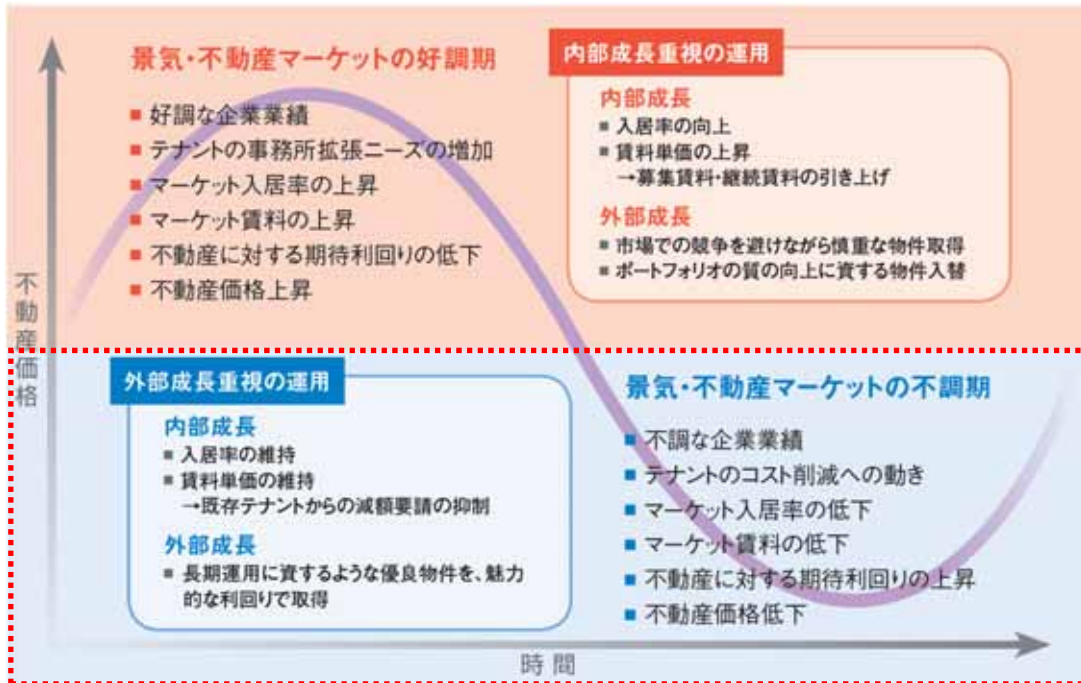 景気・不動産マーケットの好調期
■ 好調な企業業績
■ テナントの事務所拡張ニーズの増加
■ マーケット入居率の上昇
■ マーケット賃料の上昇
■ 不動産に対する期待利回りの低下
■ 不動産価格上昇
内部成長重視の運用
内部成長
■ 入居率の向上
■ 賃料単価の上昇
→募集賃料・継続賃料の引き上げ
外部成長
■ 市場での競争を避けながら慎重な物件取得
■ ポートフォリオの質の向上に資する物件入替
不動産価格
外部成長重視の運用
内部成長
■ 入居率の維持
■ 賃料単価の維持
→既存テナントからの減額要請の抑制
外部成長
■ 長期運用に資するような優良物件を、魅力
的な利回りで取得
景気・不動産マーケットの不調期
■ 不調な企業業績
■ テナントのコスト削減への動き
■ マーケット入居率の低下
■ マーケット賃料の低下
■ 不動産に対する期待利回りの上昇
■ 不動産価格低下
時間